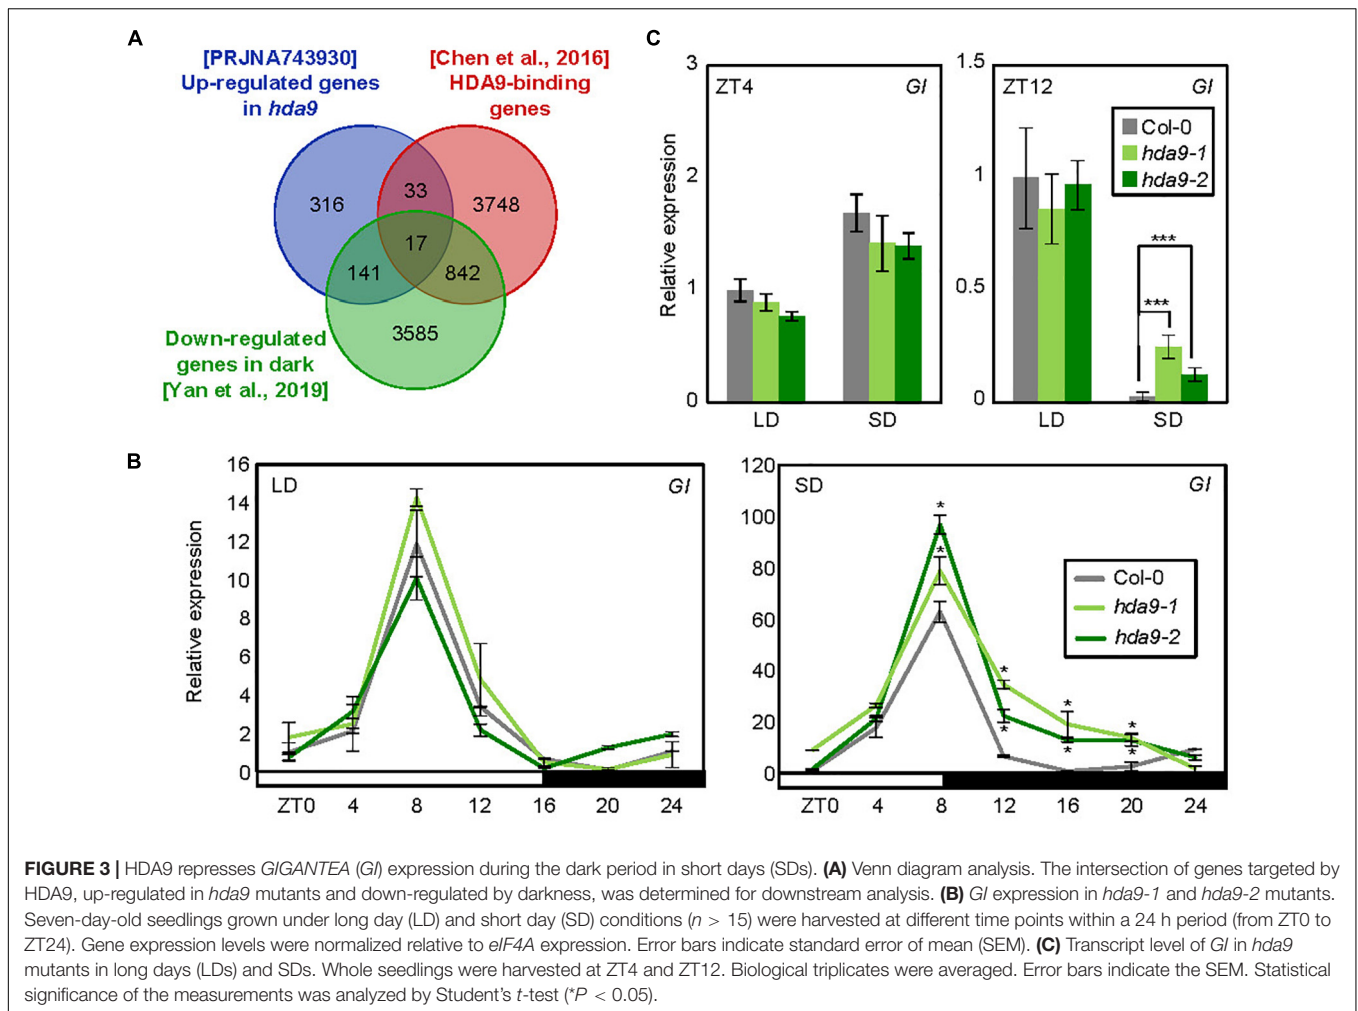 A
[PRJNA743930]
Up-regulated genes
in hda9
[Chen et al., 2016]
HDA9-binding
genes
316
33
3748
17
141
842
3585
Down-regulated
genes in dark
[Yan et al., 2019]
C
Relative expression
3
2
1
0
ZT4
GI
LD
SD
1.5
1
0.5
0
ZT12
GI
Col-0
hda9-1
hda9-2
***
***
LD
SD
B
Relative expression
16
14
12
10
8
6
4
2
0
LD
GI
ZT0 4 8 12 16 20 24
120
100
80
60
40
20
0
SD
GI
*
*
*
*
*
*
*
*
Col-0
hda9-1
hda9-2
ZT0 4 8 12 16 20 24
FIGURE 3 | HDA9 represses GIGANTEA (GI) expression during the dark period in short days (SDs). (A) Venn diagram analysis. The intersection of genes targeted by
HDA9, up-regulated in hda9 mutants and down-regulated by darkness, was determined for downstream analysis. (B) GI expression in hda9-1 and hda9-2 mutants.
Seven-day-old seedlings grown under long day (LD) and short day (SD) conditions (n > 15) were harvested at different time points within a 24 h period (from ZT0 to
ZT24). Gene expression levels were normalized relative to eIF4A expression. Error bars indicate standard error of mean (SEM). (C) Transcript level of GI in hda9
mutants in long days (LDs) and SDs. Whole seedlings were harvested at ZT4 and ZT12. Biological triplicates were averaged. Error bars indicate the SEM. Statistical
significance of the measurements was analyzed by Student's t-test (*P < 0.05).